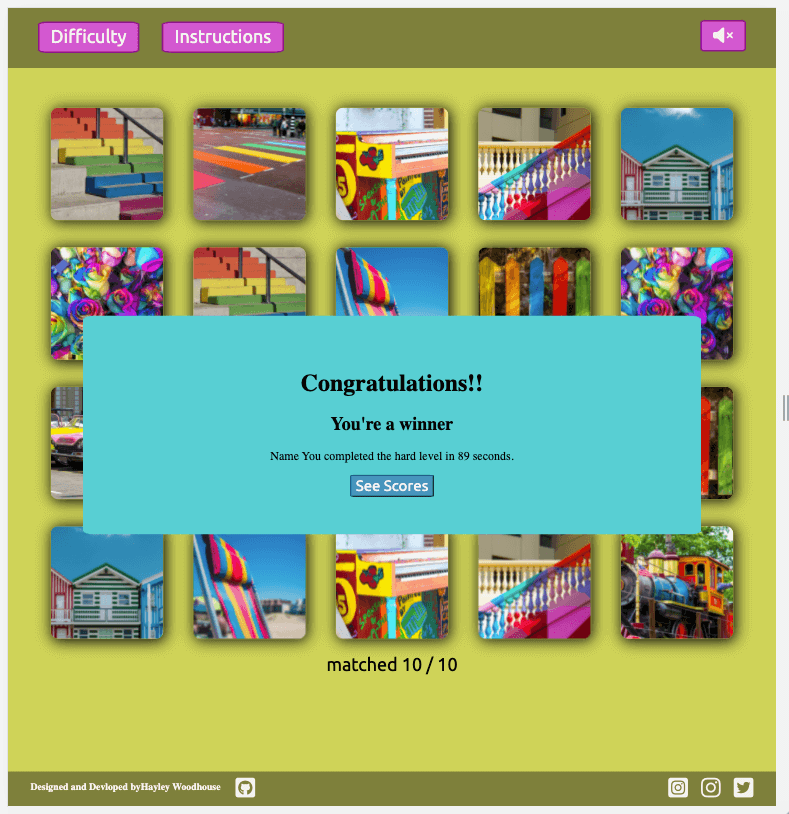 Difficulty Instructions
Congratulations!!
You're a winner
Name You completed the hard level in 89 seconds.
See Scores
matched 10 / 10
Designed and Devloped byHayley Woodhouse